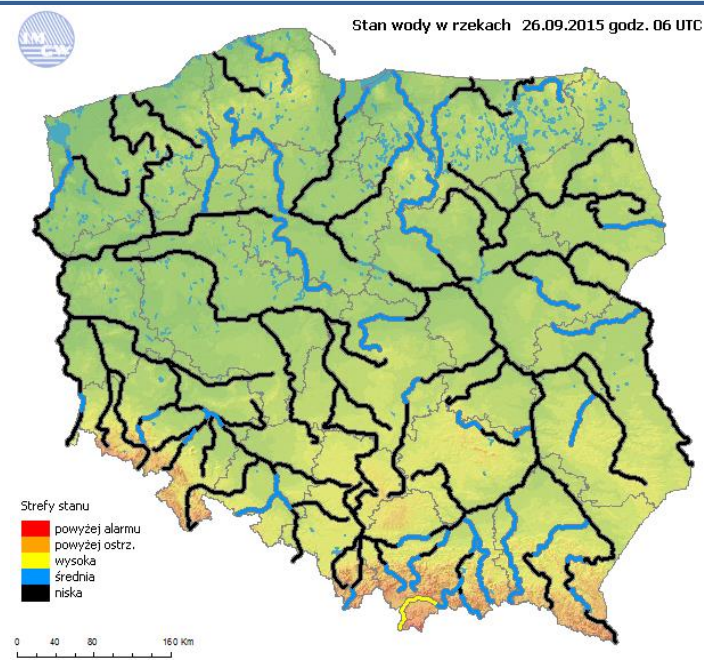 IMGW
Stan wody w rzekach 26.09.2015 godz. 06 UTC
Strefy stanu
powyżej alarmu
powyżej ostrz.
wysoka
średnia
niska
0 40 80 160 Km